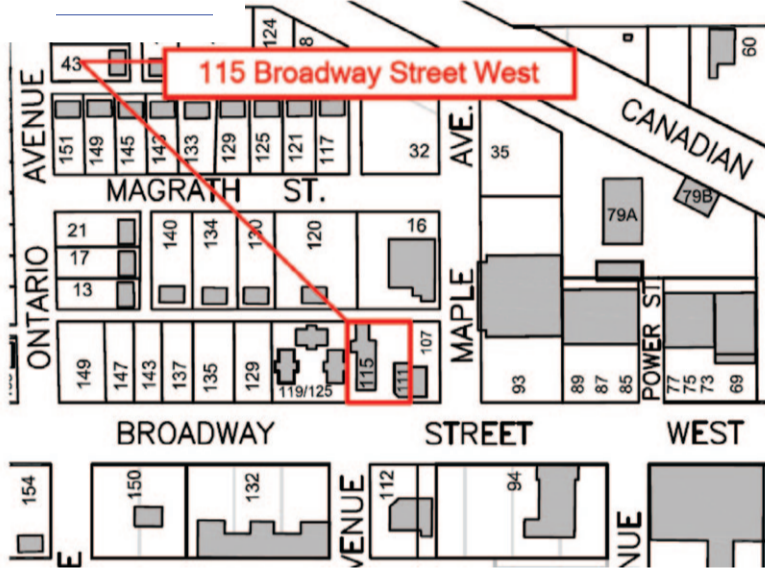 124
8
60
43
115 Broadway Street West
CANADIAN
AVENUE
151 149 145 143 133 129 125 121 117
32
AVE.
35
MAGRATH ST.
79A
79B
21
17
13
140 134 130 120
16
ONTARIO
MAPLE
POWER ST.
149 147 143 137 135 129
119/125
115
111
107
93
89 87 85
77 75 73 69
BROADWAY STREET WEST
154
150
132
112
94